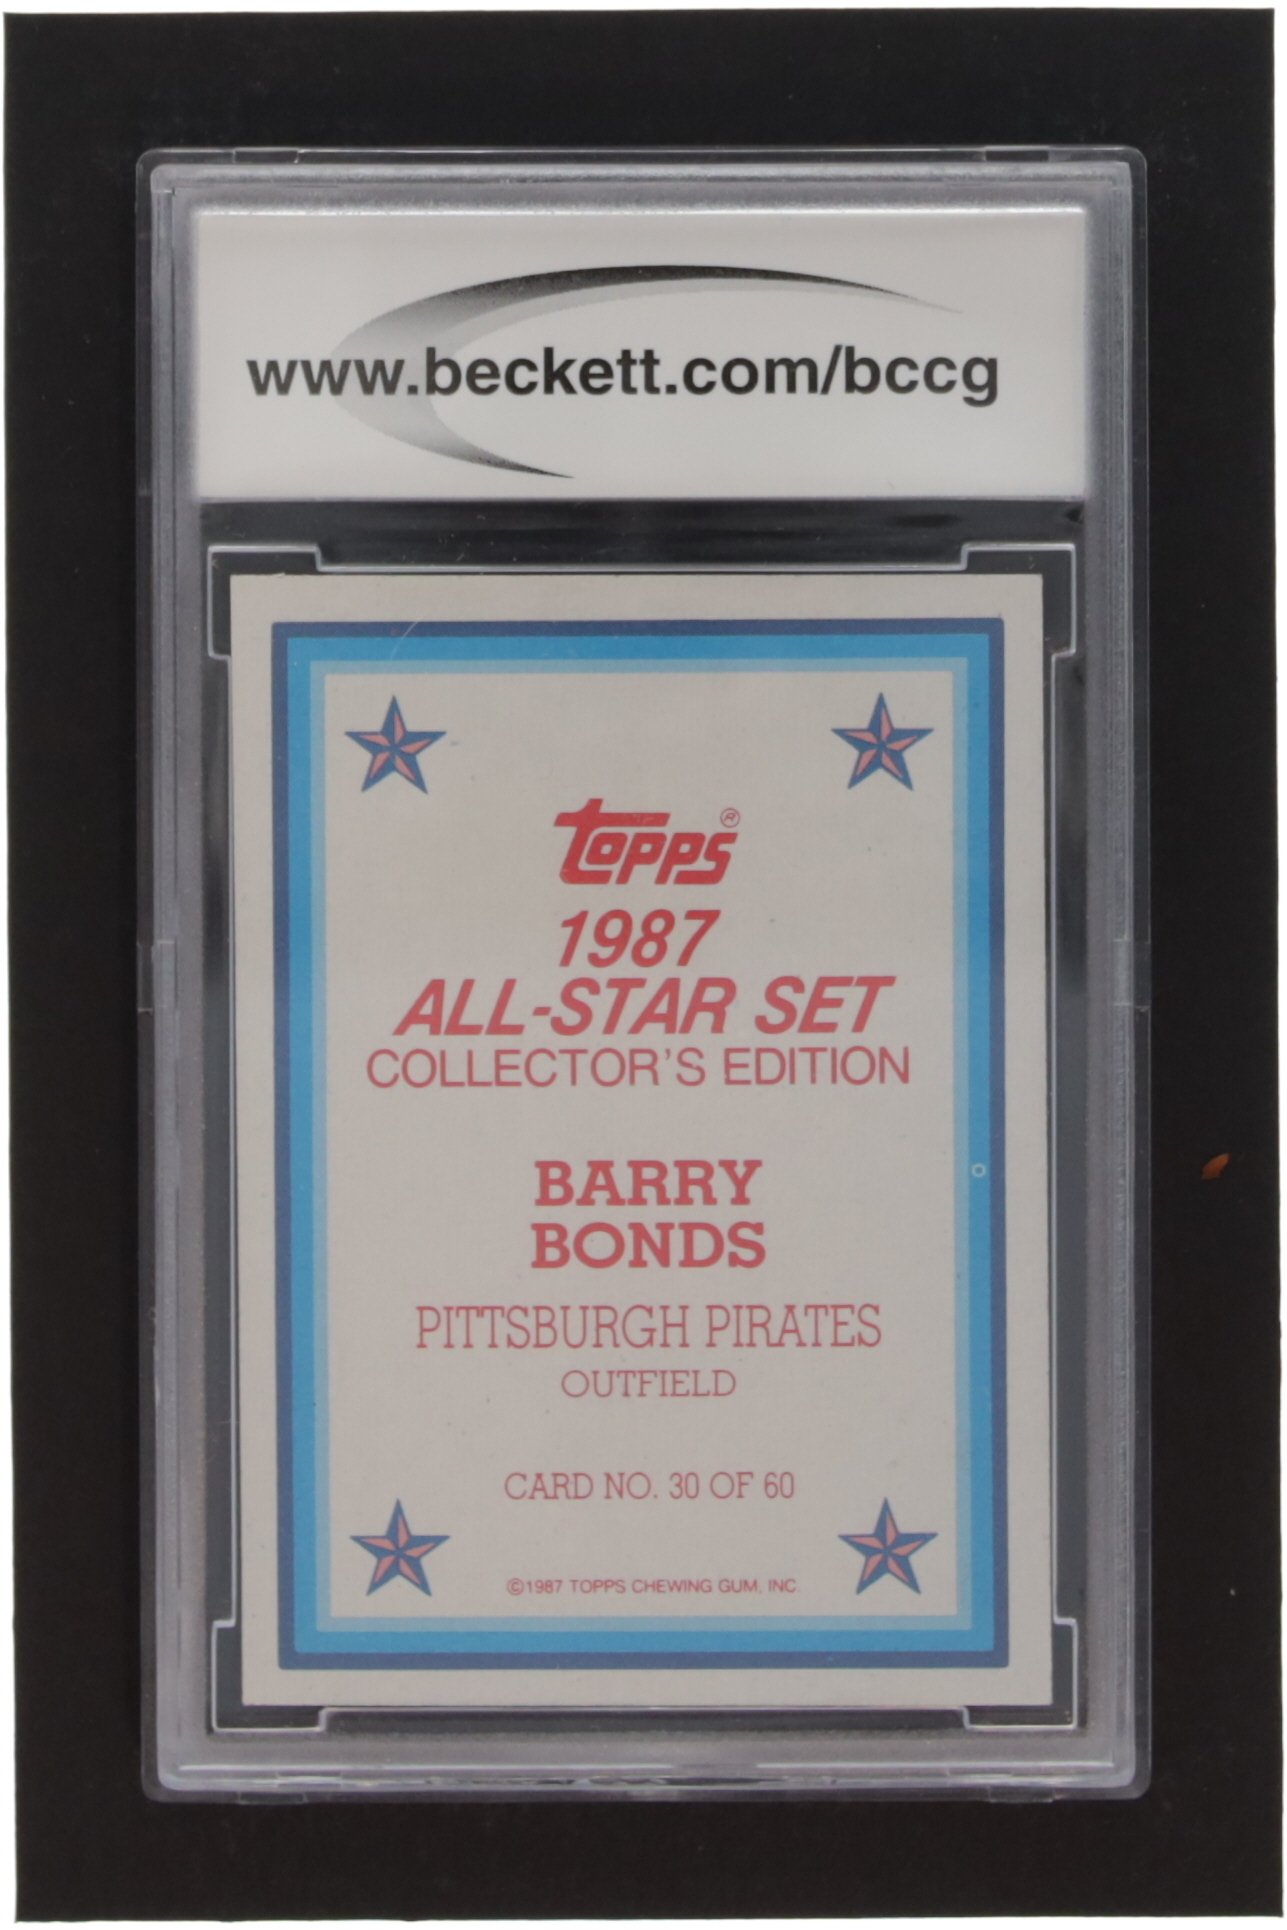 www.beckett.com/bccg
TOPPS®
1987
ALL-STAR SET
COLLECTOR'S EDITION
BARRY
BONDS
PITTSBURGH PIRATES
OUTFIELD
CARD NO. 30 OF 60
©1987 TOPPS CHEWING GUM, INC.